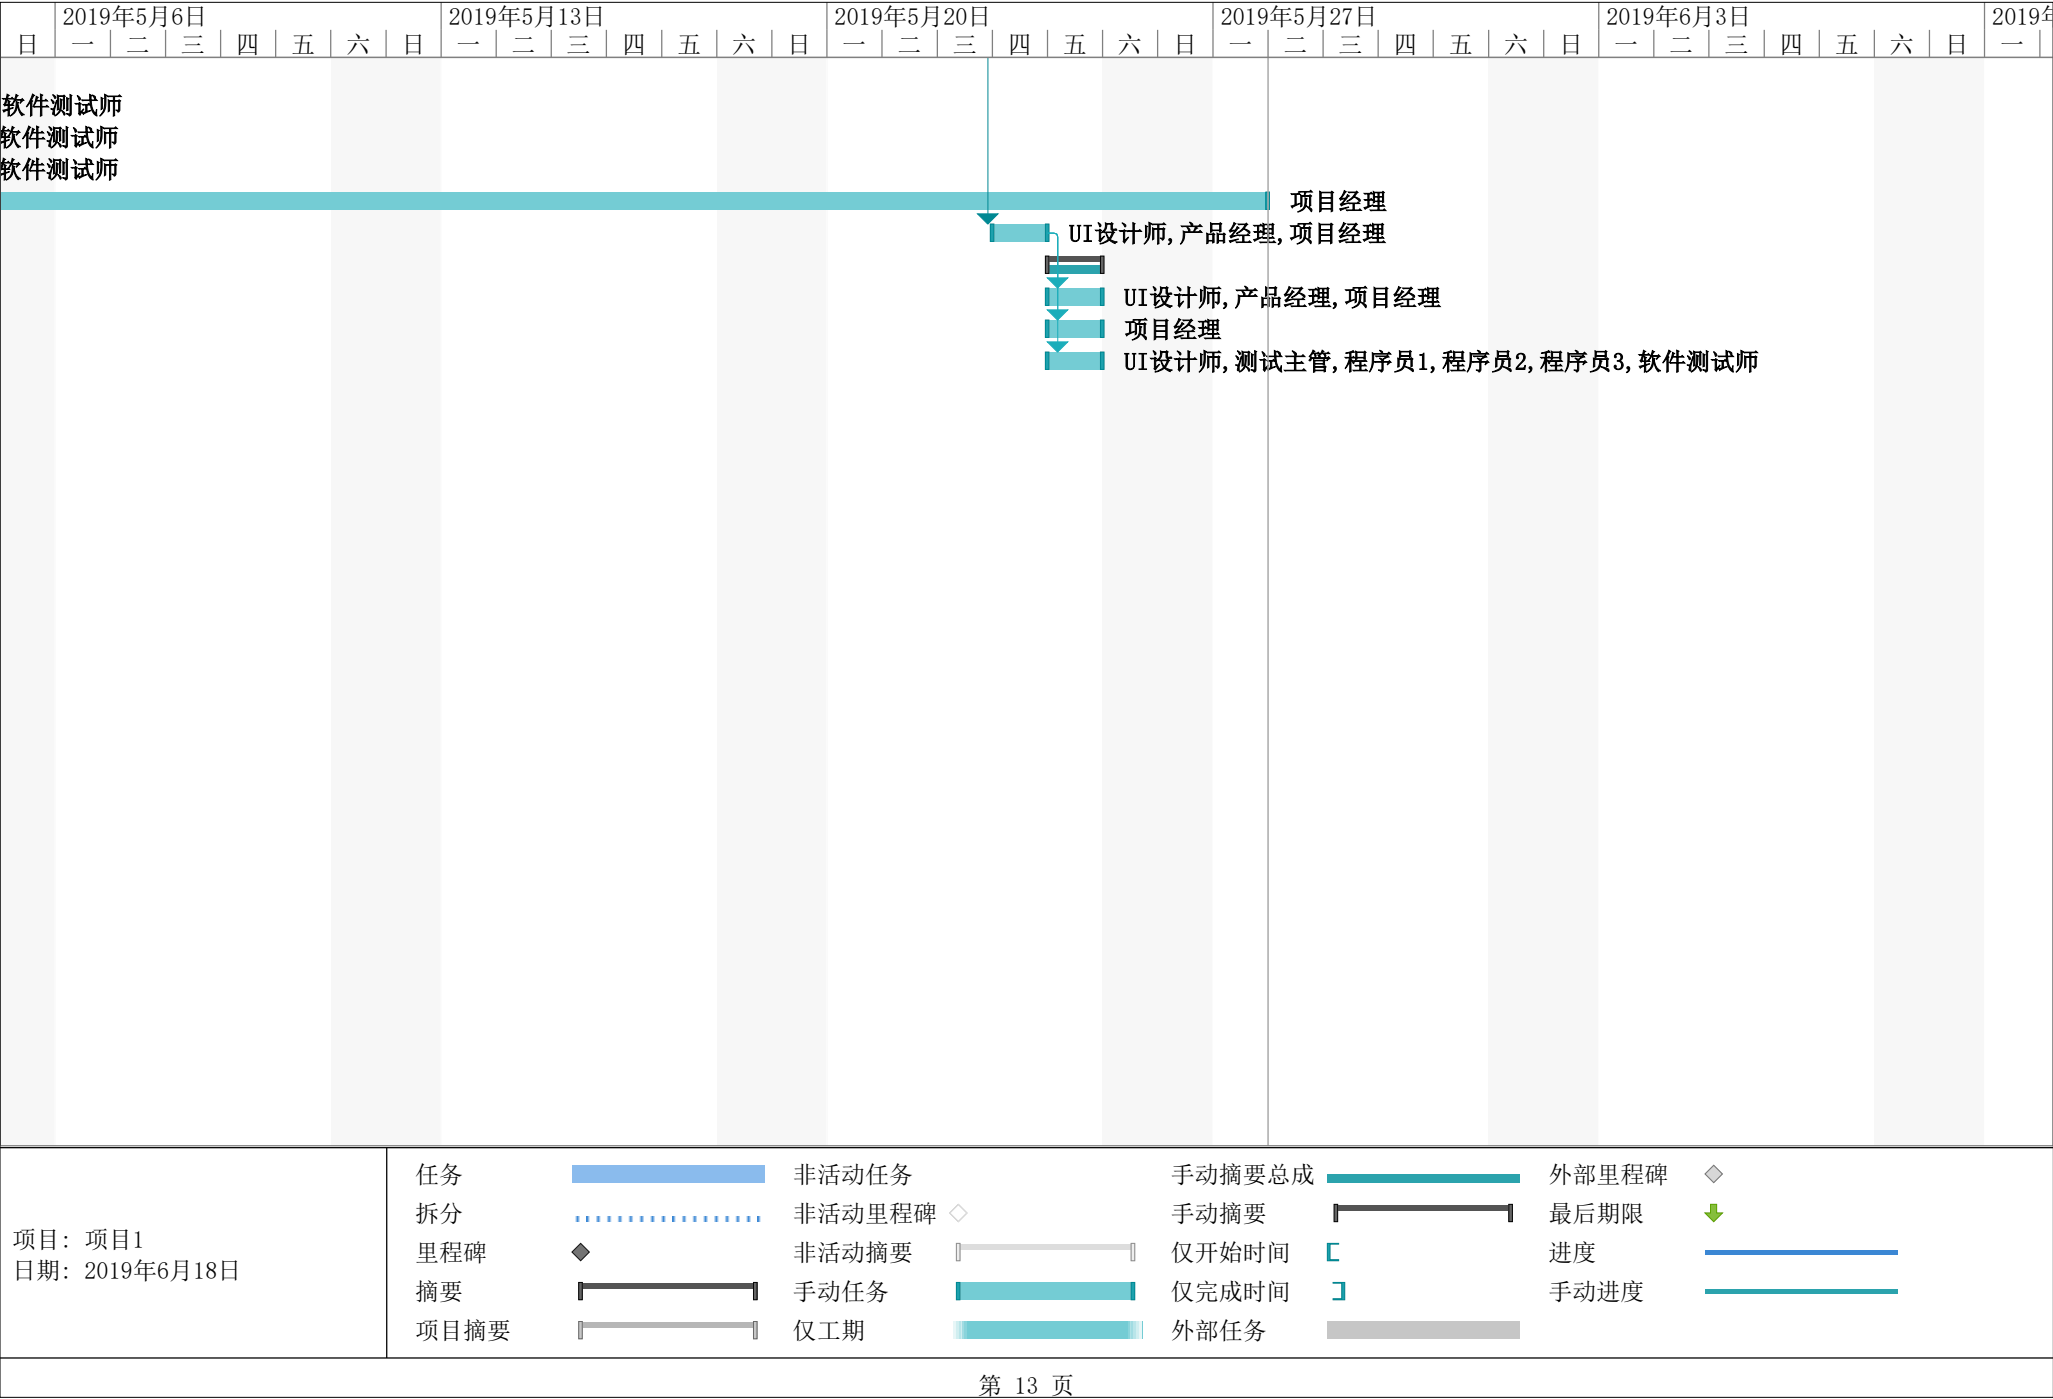 2019年5月6日 2019年5月13日 2019年5月20日 2019年5月27日 2019年6月3日 2019年
日 一 二 三 四 五 六 日 一 二 三 四 五 六 日 一 二 三 四 五 六 日 一 二 三 四 五 六 日 一 二 三 四 五 六 日 一
软件测试师
软件测试师
软件测试师
项目经理
UI设计师,产品经理,项目经理
UI设计师,产品经理,项目经理
项目经理
UI设计师,测试主管,程序员1,程序员2,程序员3,软件测试师
项目: 项目1
日期: 2019年6月18日
任务 非活动任务 手动摘要总成 外部里程碑
拆分 非活动里程碑 手动摘要 最后期限
里程碑 非活动摘要 仅开始时间 进度
摘要 手动任务 仅完成时间 手动进度
项目摘要 仅工期 外部任务
第 13 页